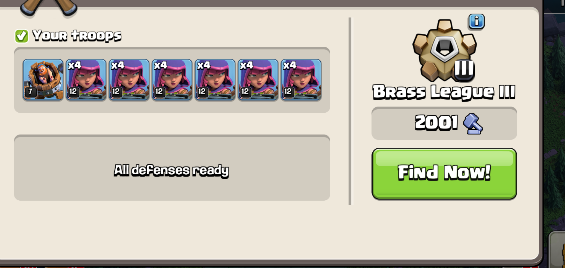 Your troops
x4 x4 x4 x4 x4 x4
7 12 12 12 12 12 12
III
Brass League III
2001
All defenses ready
Find Now!